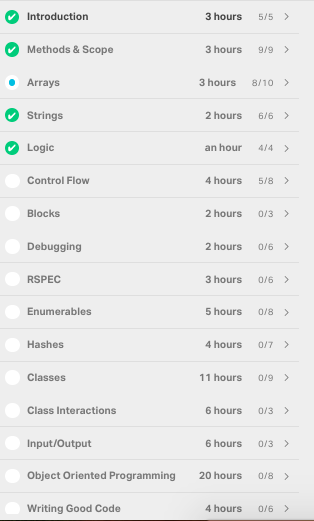 Introduction 3 hours 5/5
Methods & Scope 3 hours 9/9
Arrays 3 hours 8/10
Strings 2 hours 6/6
Logic an hour 4/4
Control Flow 4 hours 5/8
Blocks 2 hours 0/3
Debugging 2 hours 0/6
RSPEC 3 hours 0/6
Enumerables 5 hours 0/8
Hashes 4 hours 0/7
Classes 11 hours 0/9
Class Interactions 6 hours 0/3
Input/Output 6 hours 0/3
Object Oriented Programming 20 hours 0/8
Writing Good Code 4 hours 0/6